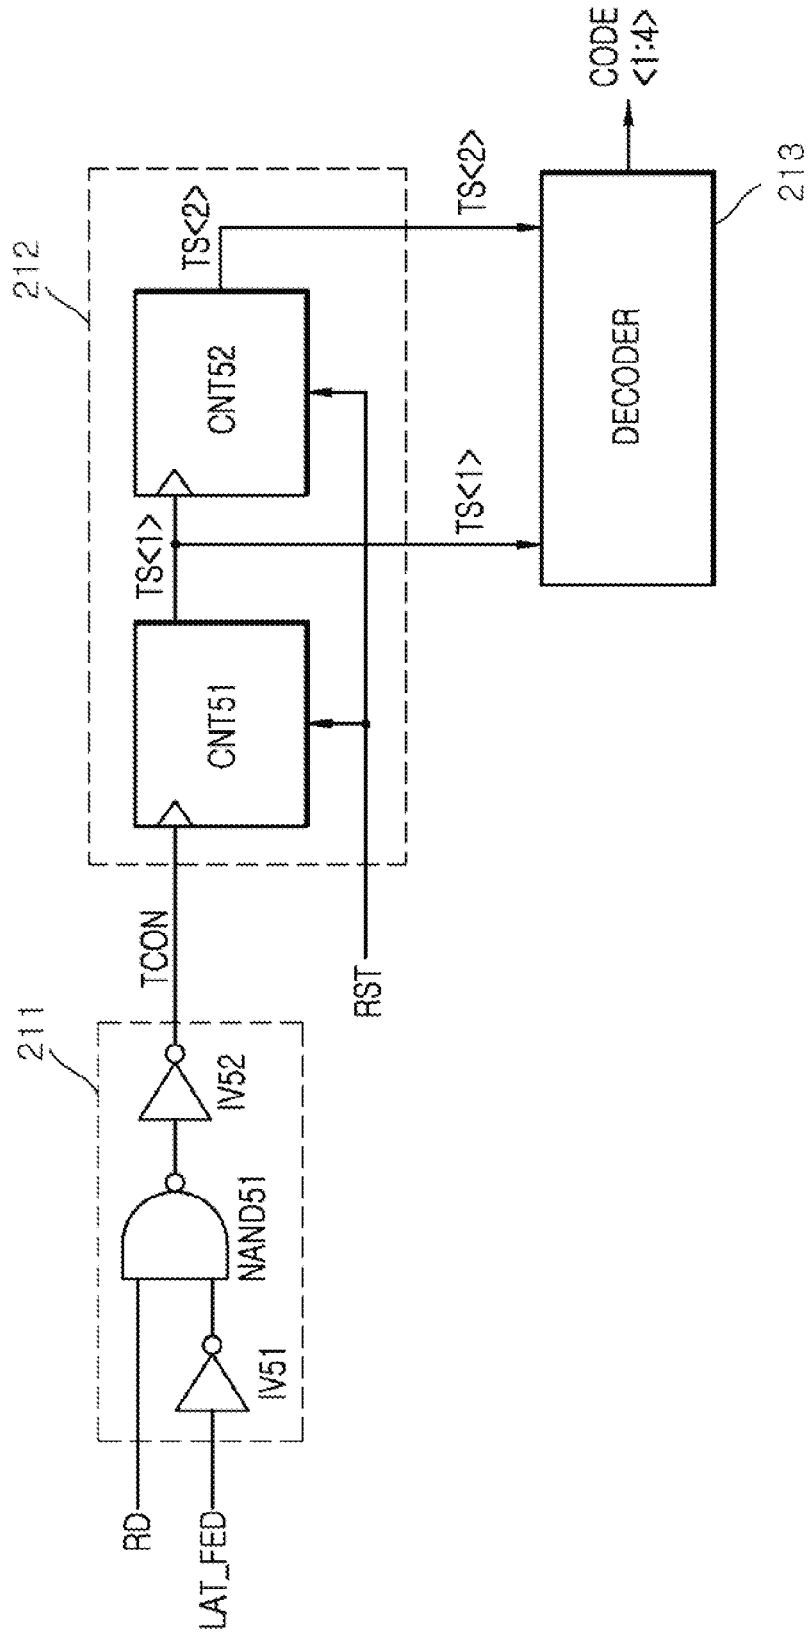 RD
LAT_FED
211
IV51
NAND51
IV52
TCON
RST
212
CNT51
TS<1>
CNT52
TS<2>
TS<1>
TS<2>
DECODER
213
CODE
<1:4>